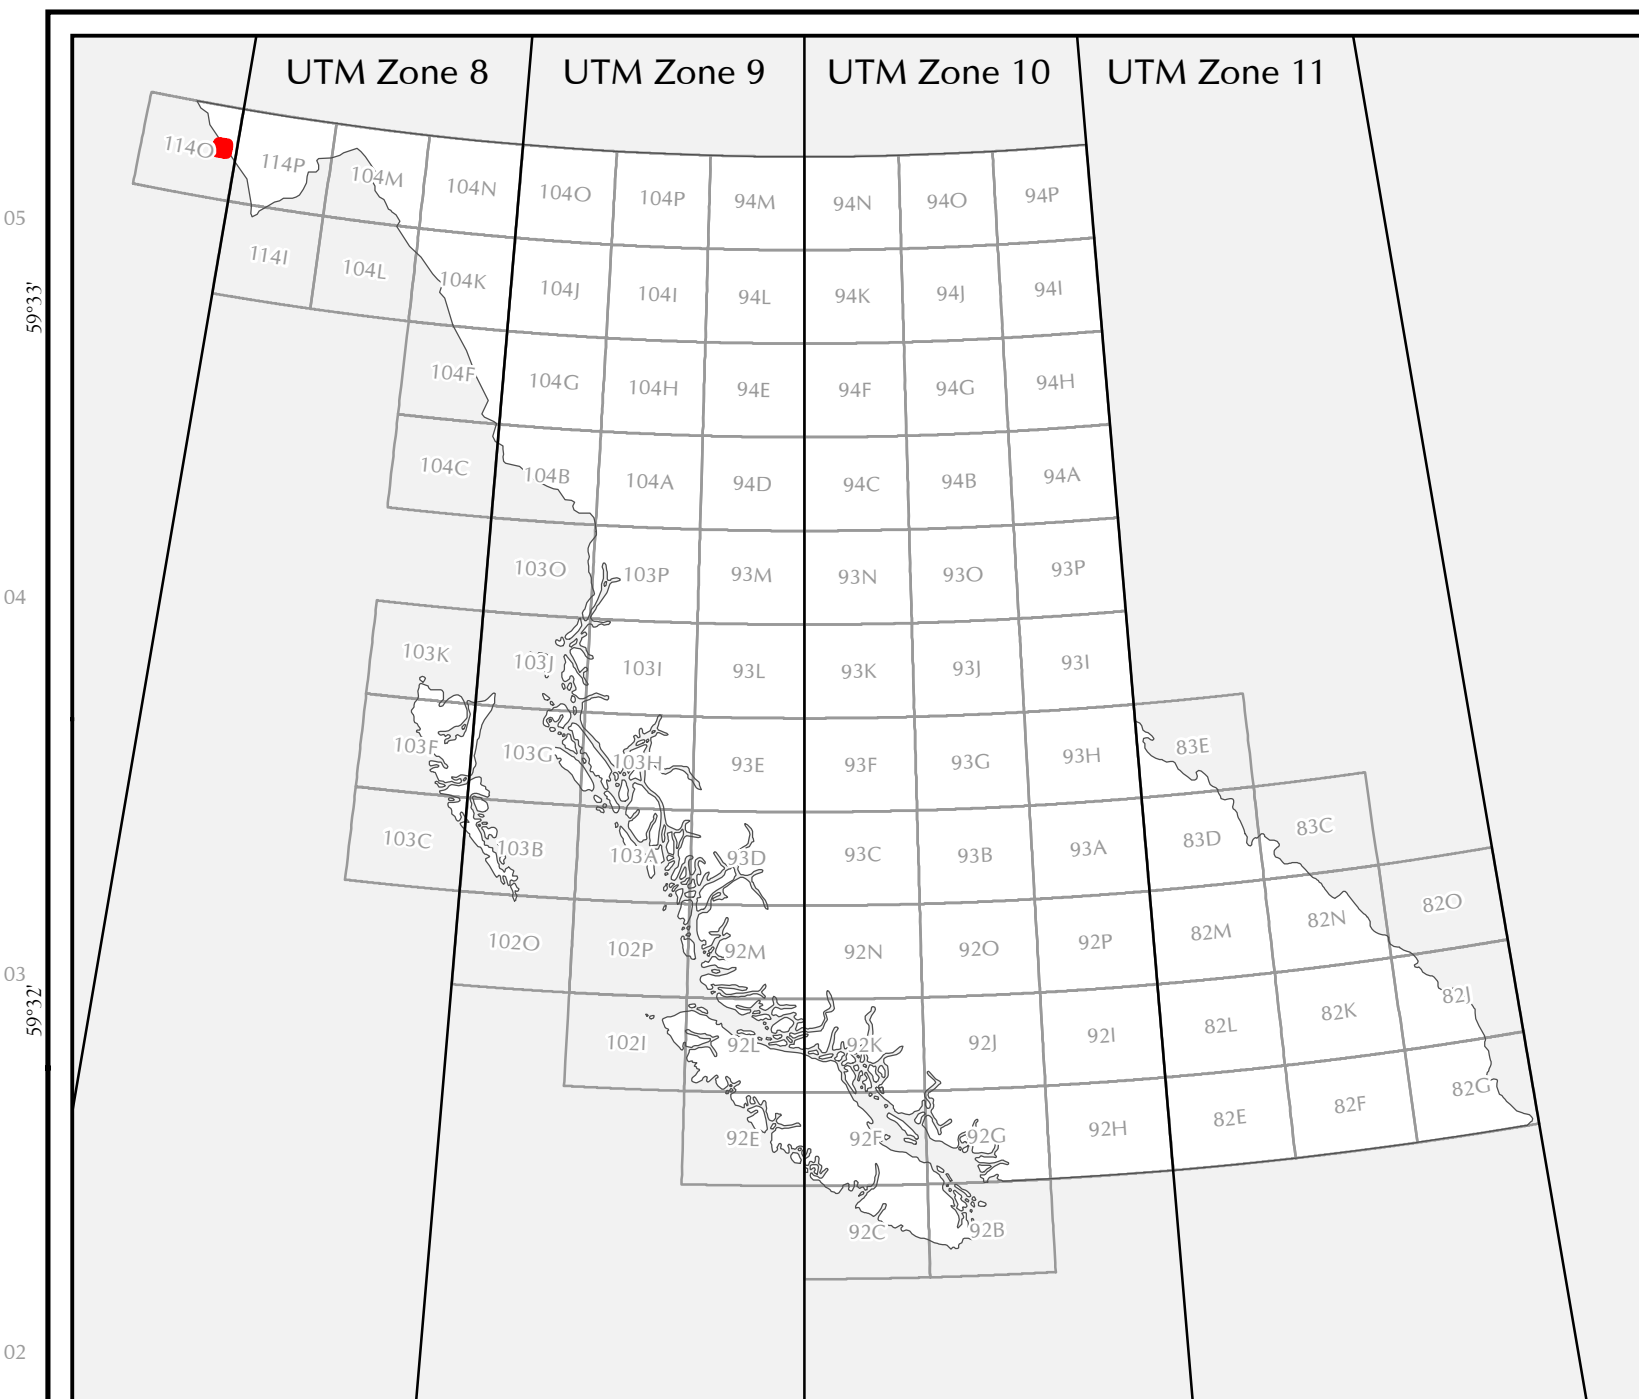 UTM Zone 8 UTM Zone 9 UTM Zone 10 UTM Zone 11
114O 114P 104M 104N 104O 104P 94M 94N 94O 94P
05
114I 104L 104K 104J 104I 94L 94K 94J 94I
59°33'
104F 104G 104H 94E 94F 94G 94H
104C 104B 104A 94D 94C 94B 94A
103O 103P 93M 93N 93O 93P
04
103K 103J 103I 93L 93K 93J 93I
103F 103G 103H 93E 93F 93G 93H 83E
103C 103B 103A 93D 93C 93B 93A 83D 83C
102O 102P 92M 92N 92O 92P 82M 82N 82O
03
59°32'
102I 92L 92K 92J 92I 82L 82K 82J
92E 92F 92G 92H 82E 82F 82G
92C 92B
02